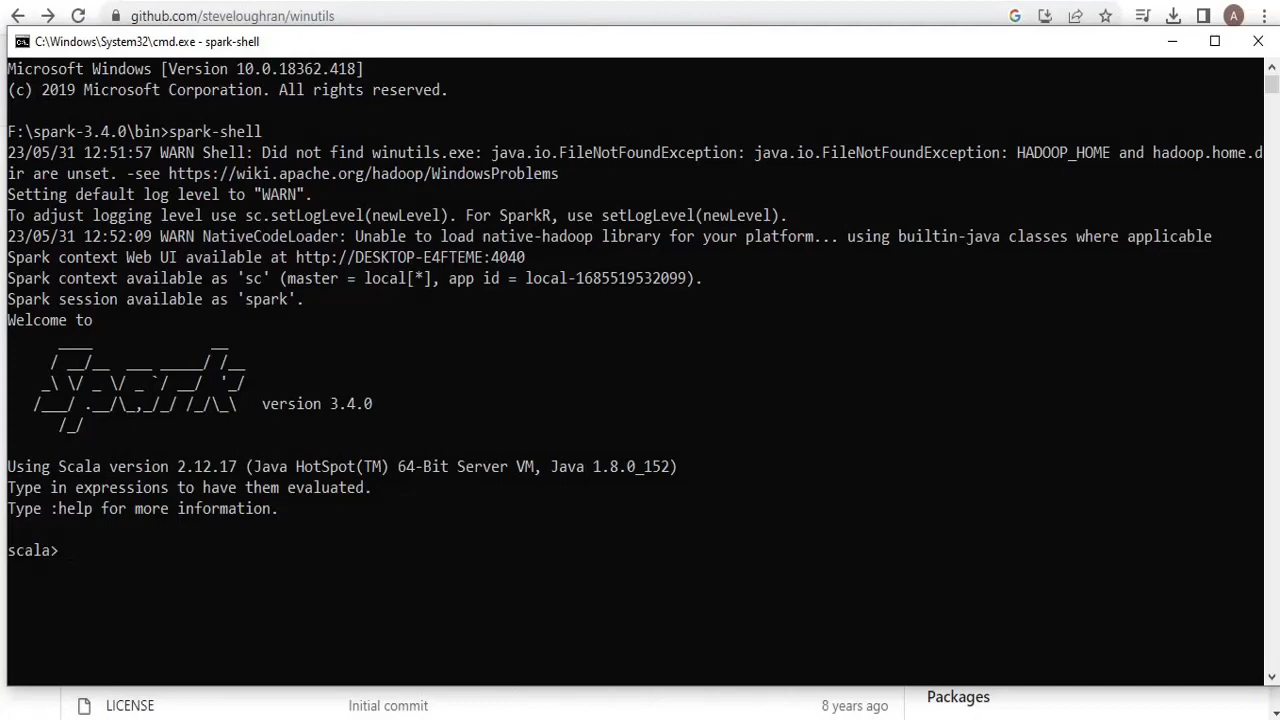 github.com/steveloughran/winutils
A
C:\Windows\System32\cmd.exe - spark-shell
Microsoft Windows [Version 10.0.18362.418]
(c) 2019 Microsoft Corporation. All rights reserved.
F:\spark-3.4.0\bin>spark-shell
23/05/31 12:51:57 WARN Shell: Did not find winutils.exe: java.io.FileNotFoundException: java.io.FileNotFoundException: HADOOP_HOME and hadoop.home.d
ir are unset. -see https://wiki.apache.org/hadoop/WindowsProblems
Setting default log level to "WARN".
To adjust logging level use sc.setLogLevel(newLevel). For SparkR, use setLogLevel(newLevel).
23/05/31 12:52:09 WARN NativeCodeLoader: Unable to load native-hadoop library for your platform... using builtin-java classes where applicable
Spark context Web UI available at http://DESKTOP-E4FTEME:4040
Spark context available as 'sc' (master = local[*], app id = local-1685519532099).
Spark session available as 'spark'.
Welcome to
Spark version 3.4.0
Using Scala version 2.12.17 (Java HotSpot(TM) 64-Bit Server VM, Java 1.8.0_152)
Type in expressions to have them evaluated.
Type :help for more information.
scala>
LICENSE Initial commit 8 years ago
Packages